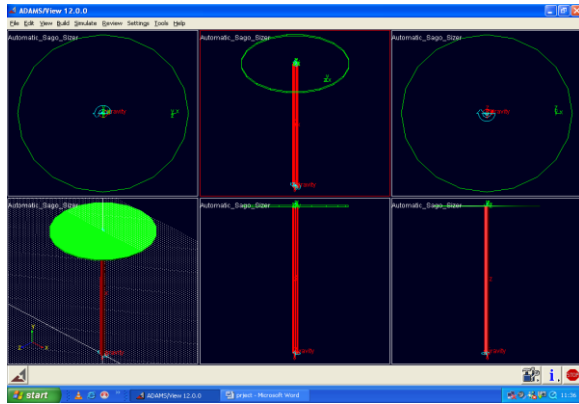 ADAMS/View 12.0.0
File Edit View Build Simulate Review Settings Tools Help
Automatic_Sago_Sizer
Automatic_Sago_Sizer
Automatic_Sago_Sizer
Automatic_Sago_Sizer
Automatic_Sago_Sizer
Automatic_Sago_Sizer
start
ADAMS/View 12.0.0
prject - Microsoft Word
11:36